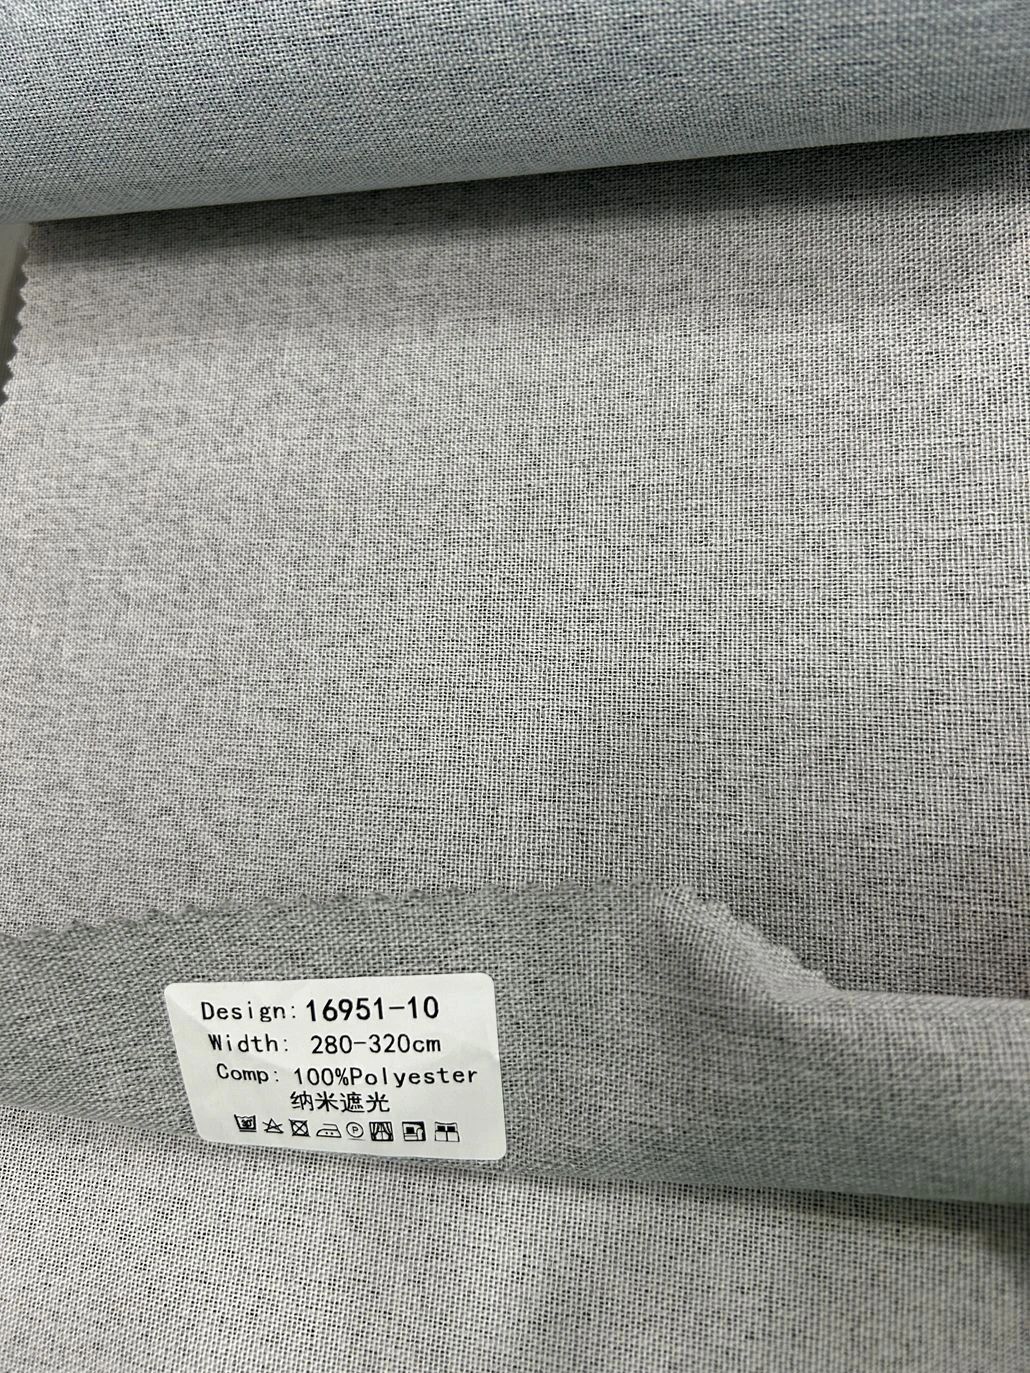 Design: 16951-10
Width: 280-320cm
Comp: 100%Polyester
纳米遮光